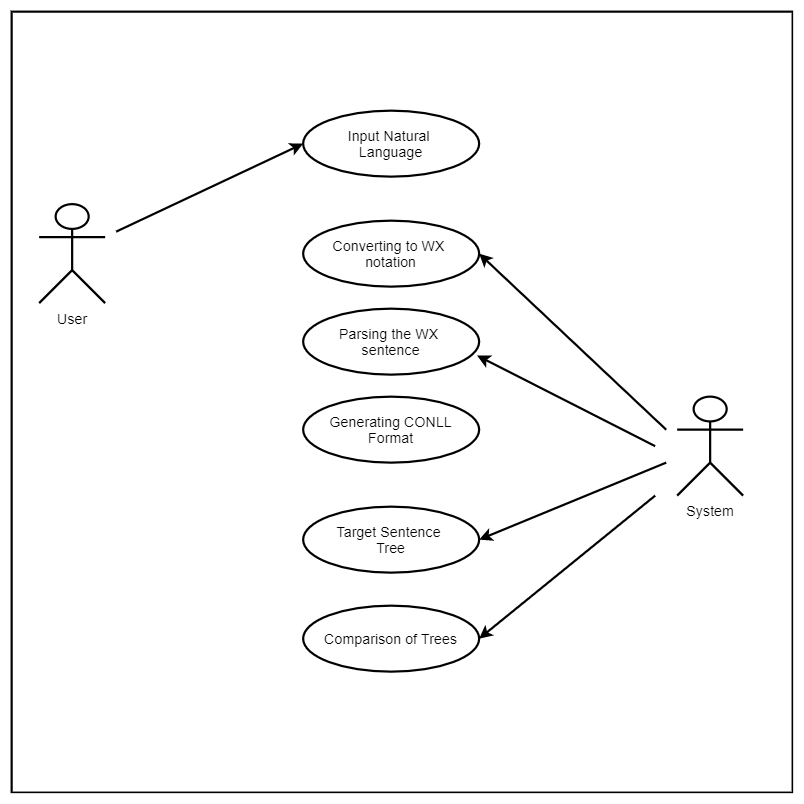 Input Natural
Language
Converting to WX
notation
User
Parsing the WX
sentence
Generating CONLL
Format
System
Target Sentence
Tree
Comparison of Trees